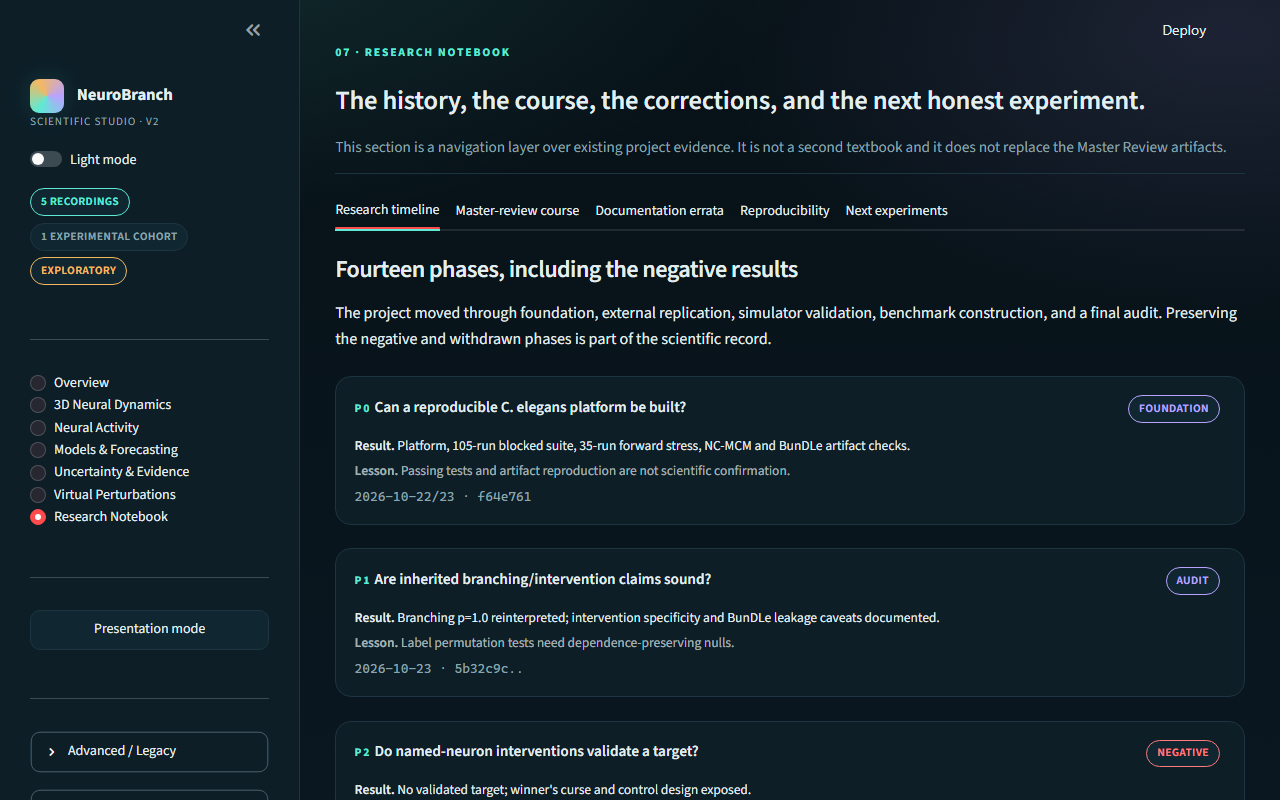 Deploy
NeuroBranch
SCIENTIFIC STUDIO · V2
Light mode
5 RECORDINGS
1 EXPERIMENTAL COHORT
EXPLORATORY
Overview
3D Neural Dynamics
Neural Activity
Models & Forecasting
Uncertainty & Evidence
Virtual Perturbations
Research Notebook
Presentation mode
Advanced / Legacy
07 · RESEARCH NOTEBOOK
The history, the course, the corrections, and the next honest experiment.
This section is a navigation layer over existing project evidence. It is not a second textbook and it does not replace the Master Review artifacts.
Research timeline Master-review course Documentation errata Reproducibility Next experiments
Fourteen phases, including the negative results
The project moved through foundation, external replication, simulator validation, benchmark construction, and a final audit. Preserving
the negative and withdrawn phases is part of the scientific record.
P0 Can a reproducible C. elegans platform be built? FOUNDATION
Result. Platform, 105-run blocked suite, 35-run forward stress, NC-MCM and BunDLe artifact checks.
Lesson. Passing tests and artifact reproduction are not scientific confirmation.
2026-10-22/23 · f64e761
P1 Are inherited branching/intervention claims sound? AUDIT
Result. Branching p=1.0 reinterpreted; intervention specificity and BunDLe leakage caveats documented.
Lesson. Label permutation tests need dependence-preserving nulls.
2026-10-23 · 5b32c9c..
P2 Do named-neuron interventions validate a target? NEGATIVE
Result. No validated target; winner's curse and control design exposed.